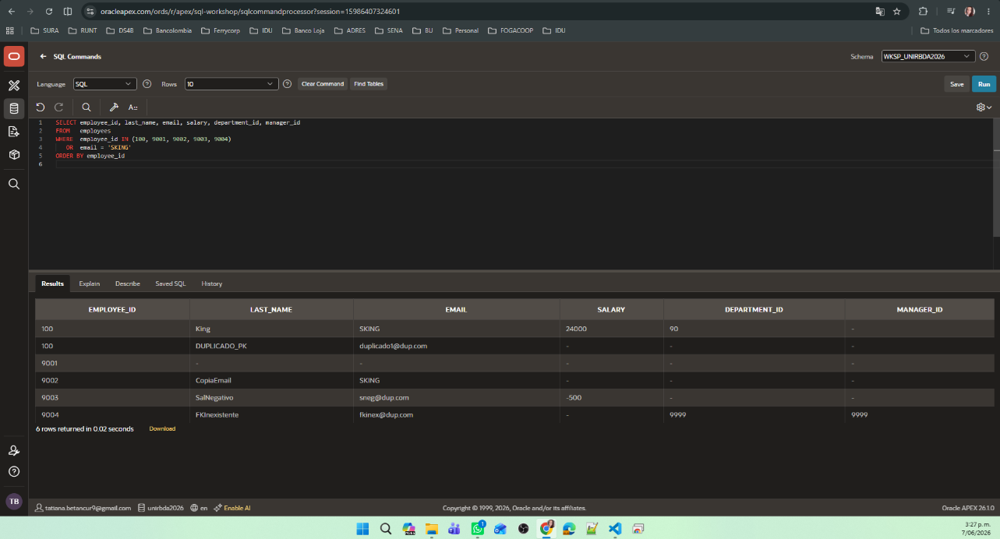 oracleapex.com/ords/r/apex/sql-workshop/sqlcommandprocessor?session=15986407324601
SURA RUNT DS4B Bancolombia Ferrycorp IDU Banco Loja ADRES SENA BU Personal FOGACOOP IDU Todos los marcadores
SQL Commands Schema WKSP_UNIRBDA2026
Language SQL Rows 10 Clear Command Find Tables Save Run
1 SELECT employee_id, last_name, email, salary, department_id, manager_id
2 FROM employees
3 WHERE employee_id IN (100, 9001, 9002, 9003, 9004)
4 OR email = 'SKING'
5 ORDER BY employee_id
6
Results Explain Describe Saved SQL History
EMPLOYEE_ID LAST_NAME EMAIL SALARY DEPARTMENT_ID MANAGER_ID
100 King SKING 24000 90 -
100 DUPLICADO_PK duplicado1@dup.com - - -
9001 - - - - -
9002 CopiaEmail SKING - - -
9003 SalNegativo sneg@dup.com -500 - -
9004 FKInexistente fkinex@dup.com - 9999 9999
6 rows returned in 0.02 seconds Download
TB
tatiana.betancur9@gmail.com unirbda2026 en Enable AI Copyright © 1999, 2026, Oracle and/or its affiliates. Oracle APEX 26.1.0
1
3:27 p. m.
7/06/2026